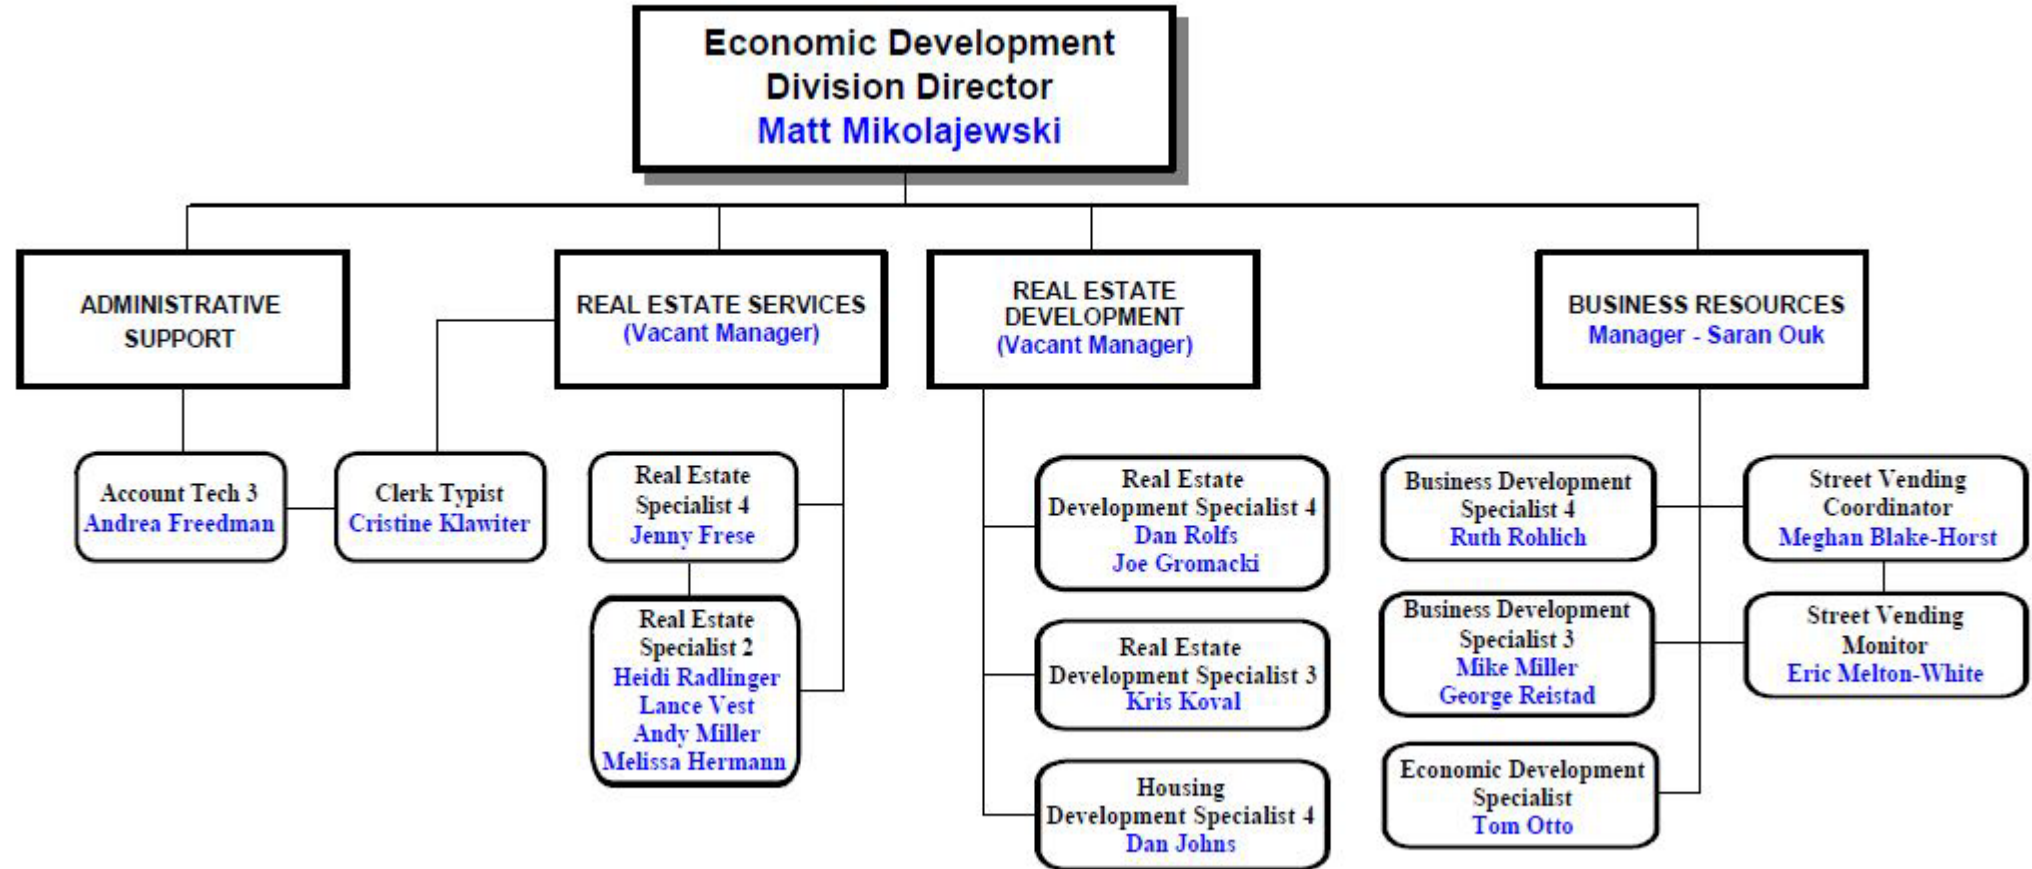 Economic Development
Division Director
Matt Mikolajewski
ADMINISTRATIVE
SUPPORT
REAL ESTATE SERVICES
(Vacant Manager)
REAL ESTATE
DEVELOPMENT
(Vacant Manager)
BUSINESS RESOURCES
Manager - Saran Ouk
Account Tech 3
Andrea Freedman
Clerk Typist
Cristine Klawiter
Real Estate
Specialist 4
Jenny Frese
Real Estate
Specialist 2
Heidi Radlinger
Lance Vest
Andy Miller
Melissa Hermann
Real Estate
Development Specialist 4
Dan Rolfs
Joe Gromacki
Real Estate
Development Specialist 3
Kris Koval
Housing
Development Specialist 4
Dan Johns
Business Development
Specialist 4
Ruth Rohlich
Business Development
Specialist 3
Mike Miller
George Reistad
Economic Development
Specialist
Tom Otto
Street Vending
Coordinator
Meghan Blake-Horst
Street Vending
Monitor
Eric Melton-White